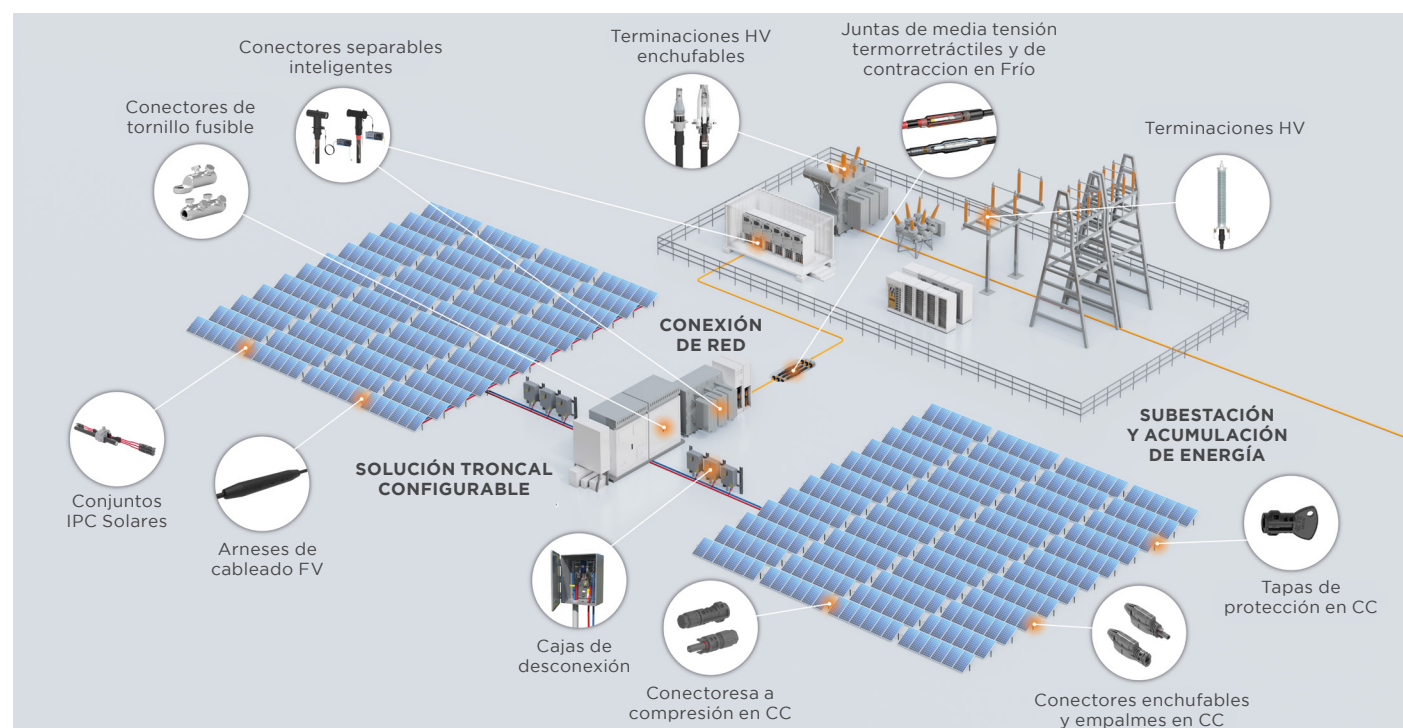 Conectores separables
inteligentes
Terminaciones HV
enchufables
Juntas de media tensión
termorretráctiles y de
contraccion en Frío
Conectores de
tornillo fusible
Terminaciones HV
CONEXIÓN
DE RED
SUBESTACIÓN
Y ACUMULACIÓN
DE ENERGÍA
SOLUCIÓN TRONCAL
CONFIGURABLE
Conjuntos
IPC Solares
Arneses de
cableado FV
Cajas de
desconexión
Conectoresa a
compresión en CC
Tapas de
protección en CC
Conectores enchufables
y empalmes en CC